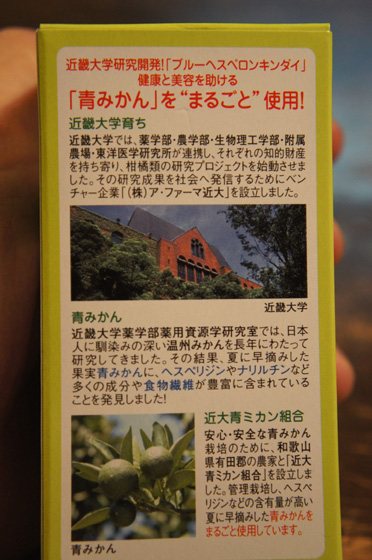 近畿大学研究開発!「ブルーヘスペロンキンダイ」
健康と美容を助ける
「青みかん」を“まるごと”使用!
近畿大学育ち
近畿大学では、薬学部・農学部・生物理工学部・附属
農場・東洋医学研究所が連携し、それぞれの知的財産
を持ち寄り、柑橘類の研究プロジェクトを始動させま
した。その研究成果を社会へ発信するためにベン
チャー企業「(株)ア・ファーマ近大」を設立しました。
近畿大学
青みかん
近畿大学薬学部薬用資源学研究室では、日本
人に馴染みの深い温州みかんを長年にわたって
研究してきました。その結果、夏に早摘みした
果実青みかんに、ヘスペリジンやナリルチンなど
多くの成分や食物繊維が豊富に含まれている
ことを発見しました!
近大青ミカン組合
安心・安全な青みかん
栽培のために、和歌山
県有田郡の農家と「近大
青ミカン組合」を設立しま
した。管理栽培し、ヘスペ
リジンなどの含有量が高い
夏に早摘みした青みかんを
まるごと使用しています。
青みかん